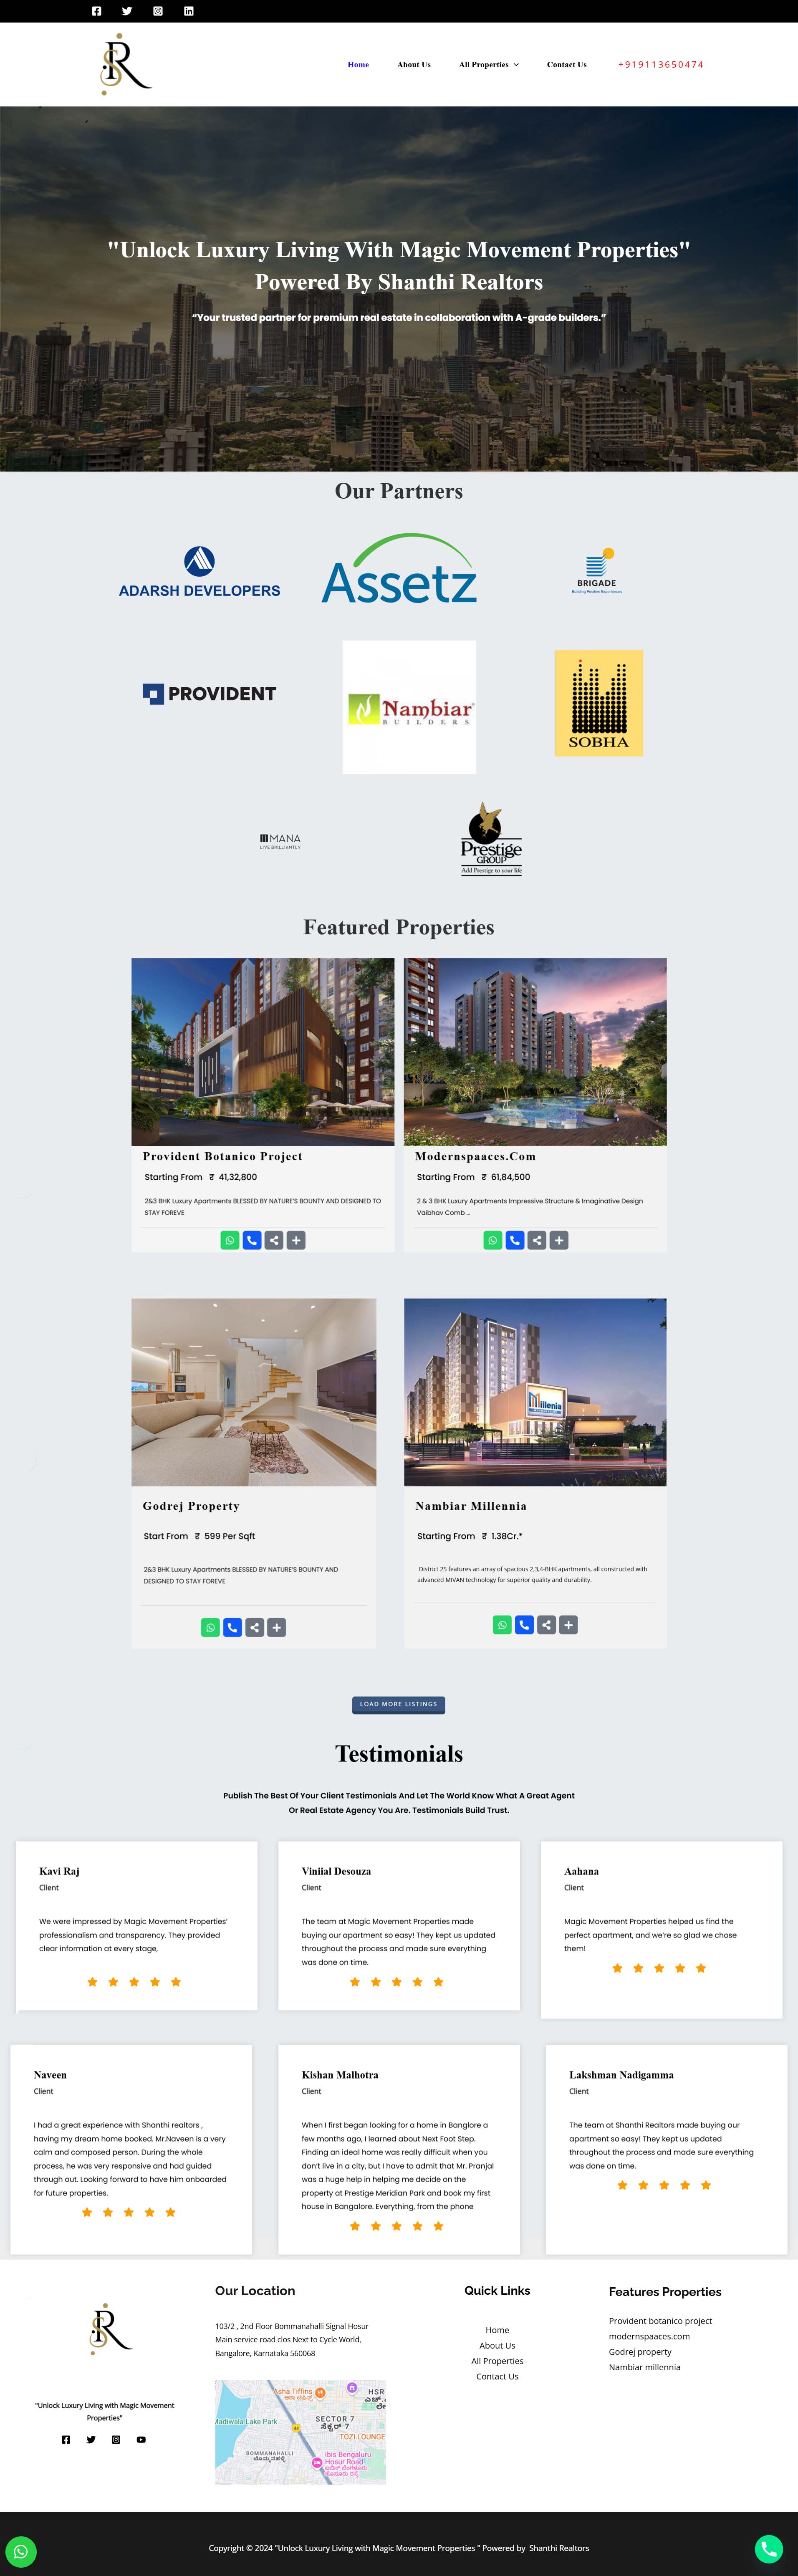 SR
Home
About Us
All Properties
Contact Us
+919113650474
"Unlock Luxury Living With Magic Movement Properties"
Powered By Shanthi Realtors
“Your trusted partner for premium real estate in collaboration with A-grade builders.”
Our Partners
ADARSH DEVELOPERS
Assetz
BRIGADE
Building Positive Experiences
PROVIDENT
Nambiar
BUILDERS
SOBHA
MANA
LIVE BRILLIANTLY
Prestige
GROUP
Add Prestige to your life
Featured Properties
Provident Botanico Project
Starting From ₹ 41,32,800
2&3 BHK Luxury Apartments BLESSED BY NATURE’S BOUNTY AND DESIGNED TO
STAY FOREVE
Modernspaaces.Com
Starting From ₹ 61,84,500
2 & 3 BHK Luxury Apartments Impressive Structure & Imaginative Design
Vaibhav Comb ...
Godrej Property
Start From ₹ 599 Per Sqft
2&3 BHK Luxury Apartments BLESSED BY NATURE’S BOUNTY AND
DESIGNED TO STAY FOREVE
Millenia
Nambiar Millennia
Starting From ₹ 1.38Cr.*
District 25 features an array of spacious 2,3,4-BHK apartments, all constructed with
advanced MIVAN technology for superior quality and durability.
LOAD MORE LISTINGS
Testimonials
Publish The Best Of Your Client Testimonials And Let The World Know What A Great Agent
Or Real Estate Agency You Are. Testimonials Build Trust.
Kavi Raj
Client
We were impressed by Magic Movement Properties’
professionalism and transparency. They provided
clear information at every stage,
Viniial Desouza
Client
The team at Magic Movement Properties made
buying our apartment so easy! They kept us updated
throughout the process and made sure everything
was done on time.
Aahana
Client
Magic Movement Properties helped us find the
perfect apartment, and we’re so glad we chose
them!
Naveen
Client
I had a great experience with Shanthi realtors ,
having my dream home booked. Mr.Naveen is a very
calm and composed person. During the whole
process, he was very responsive and had guided
through out. Looking forward to have him onboarded
for future properties.
Kishan Malhotra
Client
When I first began looking for a home in Banglore a
few months ago, I learned about Next Foot Step.
Finding an ideal home was really difficult when you
don’t live in a city, but I have to admit that Mr. Pranjal
was a huge help in helping me decide on the
property at Prestige Meridian Park and book my first
house in Bangalore. Everything, from the phone
Lakshman Nadigamma
Client
The team at Shanthi Realtors made buying our
apartment so easy! They kept us updated
throughout the process and made sure everything
was done on time.
SR
"Unlock Luxury Living with Magic Movement
Properties"
Our Location
103/2 , 2nd Floor Bommanahalli Signal Hosur
Main service road clos Next to Cycle World,
Bangalore, Karnataka 560068
Asha Tiffins
HSR
Madiwala Lake Park
SECTOR 7
ಸೆಕ್ಟರ್ 7
TOZI LOUNGE
BOMMANAHALLI
ಬೊಮ್ಮನಹಳ್ಳಿ
ibis Bengaluru
Hosur Road
Quick Links
Home
About Us
All Properties
Contact Us
Features Properties
Provident botanico project
modernspaaces.com
Godrej property
Nambiar millennia
Copyright © 2024 "Unlock Luxury Living with Magic Movement Properties " Powered by Shanthi Realtors